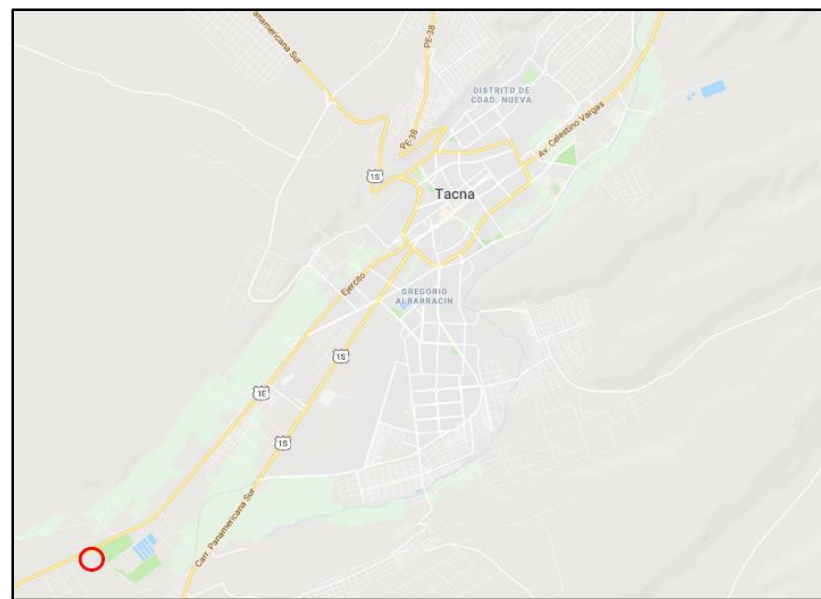 Panamericana Sur
PE-38
DISTRITO DE
CDAD. NUEVA
PE-38
Av. Celestino Vargas
1S
Tacna
Ejercito
GREGORIO
ALBARRACIN
1S
1E
1S
Carr. Panamericana Sur